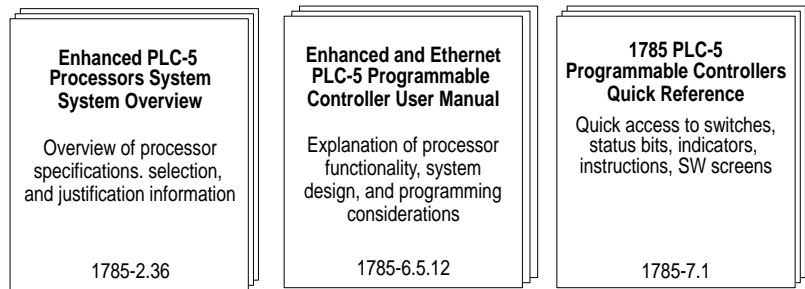 Enhanced PLC-5
Processors System
System Overview
Overview of processor
specifications. selection,
and justification information
1785-2.36
Enhanced and Ethernet
PLC-5 Programmable
Controller User Manual
Explanation of processor
functionality, system
design, and programming
considerations
1785-6.5.12
1785 PLC-5
Programmable Controllers
Quick Reference
Quick access to switches,
status bits, indicators,
instructions, SW screens
1785-7.1